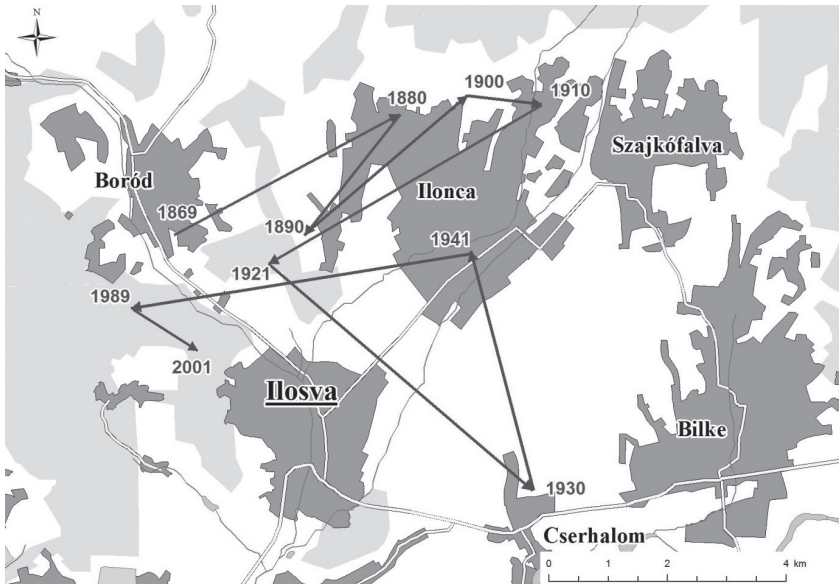 N
1880
1900
1910
Szajkófalva
Boród
Ilonca
1869
1890
1941
1921
1989
2001
Ilosva
Bilke
1930
Cserhalom
0 1 2 4 km